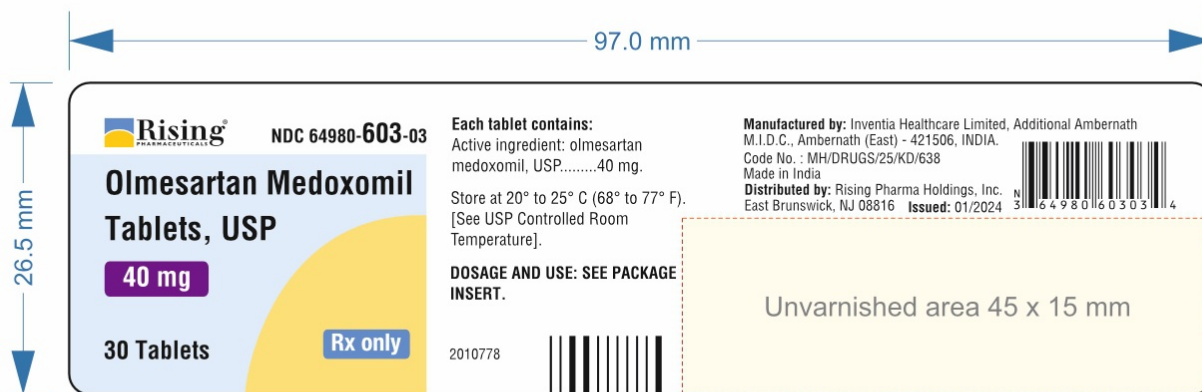 97.0 mm
26.5 mm
Rising®
PHARMACEUTICALS
NDC 64980-603-03
Olmesartan Medoxomil
Tablets, USP
40 mg
30 Tablets
Rx only
Each tablet contains:
Active ingredient: olmesartan
medoxomil, USP.........40 mg.
Store at 20° to 25° C (68° to 77° F).
[See USP Controlled Room
Temperature].
DOSAGE AND USE: SEE PACKAGE
INSERT.
2010778
Manufactured by: Inventia Healthcare Limited, Additional Ambernath
M.I.D.C., Ambernath (East) - 421506, INDIA.
Code No. : MH/DRUGS/25/KD/638
Made in India
Distributed by: Rising Pharma Holdings, Inc.
East Brunswick, NJ 08816 Issued: 01/2024
N
3 64980 60303 4
Unvarnished area 45 x 15 mm